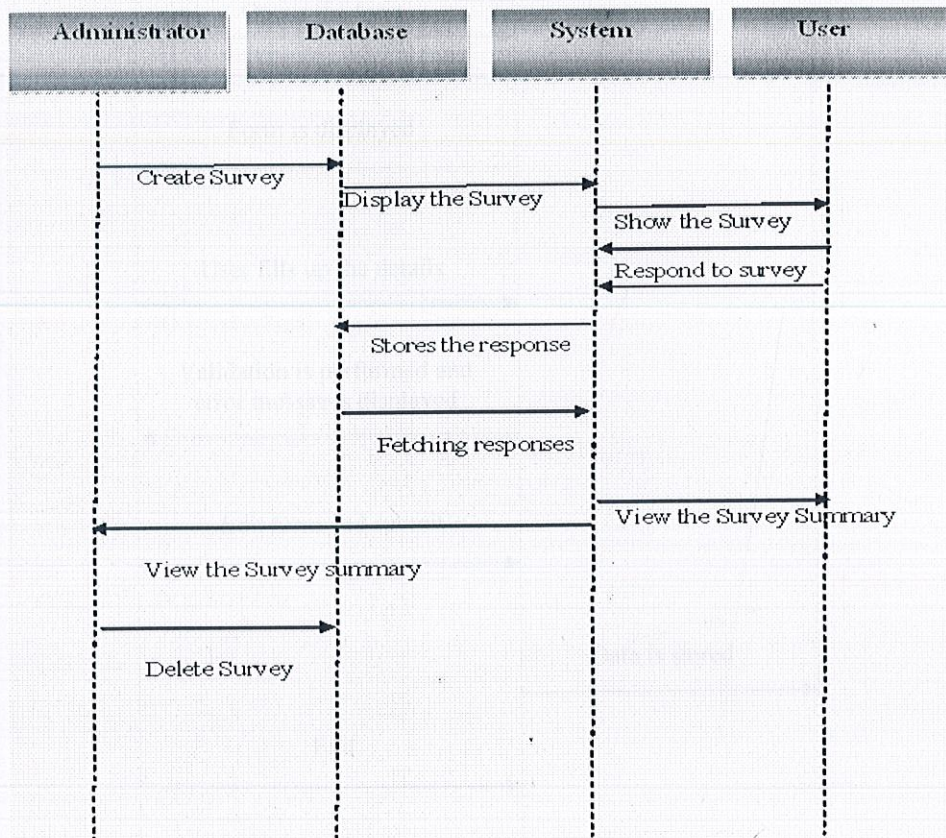 Administrator
Database
System
User
Create Survey
Display the Survey
Show the Survey
Respond to survey
Stores the response
Fetching responses
View the Survey Summary
View the Survey summary
Delete Survey